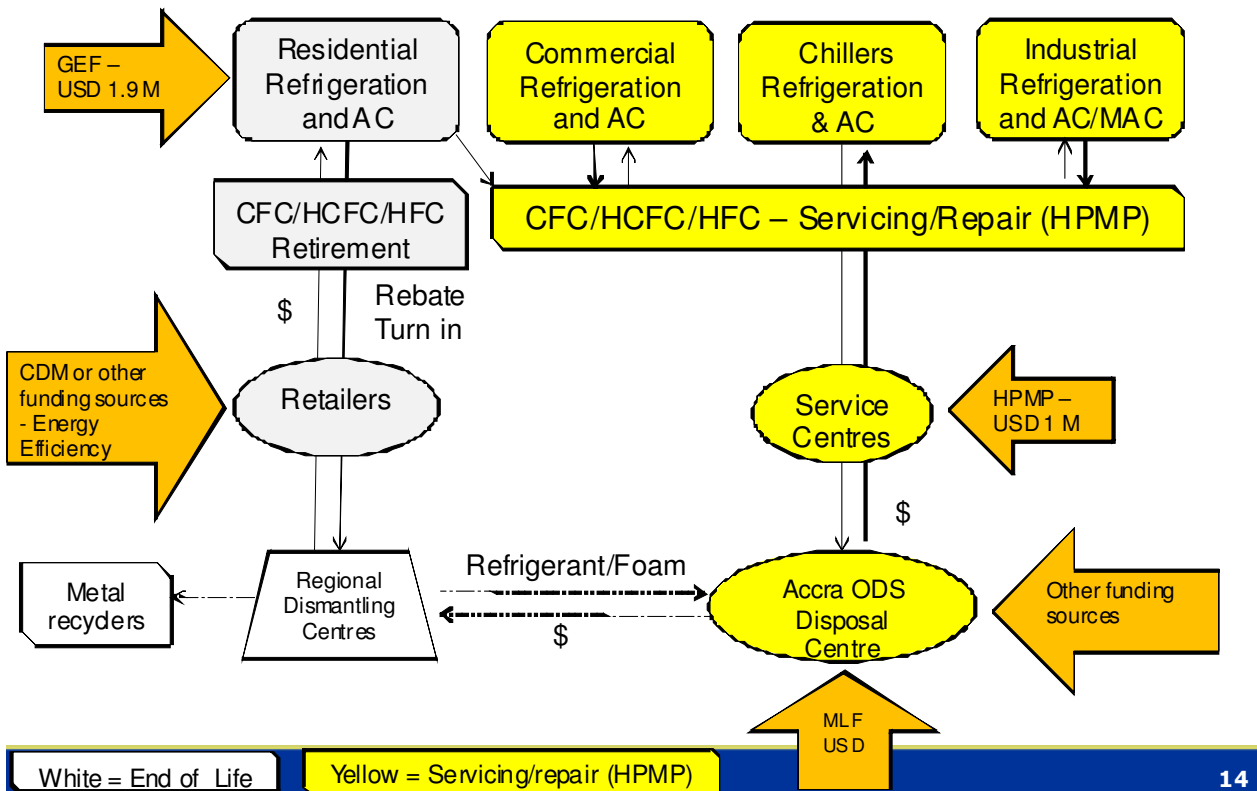 GEF –
USD 1.9 M
Residential
Refrigeration
and AC
Commercial
Refrigeration
and AC
Chillers
Refrigeration
& AC
Industrial
Refrigeration
and AC/MAC
CFC/HCFC/HFC
Retirement
CFC/HCFC/HFC – Servicing/Repair (HPMP)
$
Rebate
Turn in
CDM or other
funding sources
- Energy
Efficiency
Retailers
Service
Centres
HPMP –
USD 1 M
$
Metal
recyclers
Regional
Dismantling
Centres
Refrigerant/Foam
$
Accra ODS
Disposal
Centre
Other funding
sources
MLF
USD
White = End of Life
Yellow = Servicing/repair (HPMP)
14